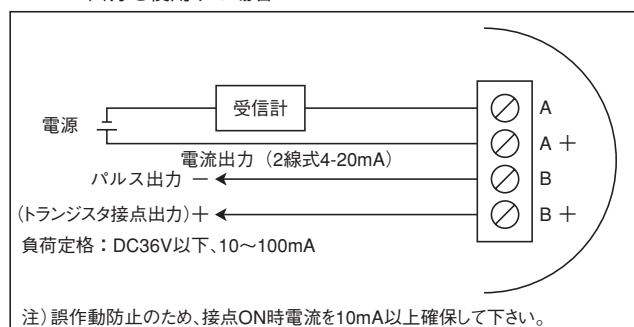 受信計
A
電源
A +
電流出力 (2線式4-20mA)
パルス出力 −
B
(トランジスタ接点出力) +
B +
負荷定格：DC36V以下、10～100mA
注) 誤作動防止のため、接点ON時電流を10mA以上確保して下さい。